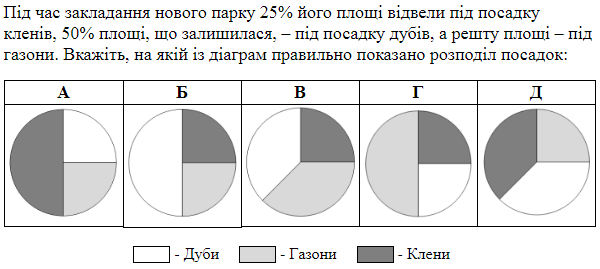 Під час закладання нового парку 25% його площі відвели під посадку
кленів, 50% площі, що залишилася, – під посадку дубів, а решту площі – під
газони. Вкажіть, на якій із діаграм правильно показано розподіл посадок:
А Б В Г Д
- Дуби - Газони - Клени